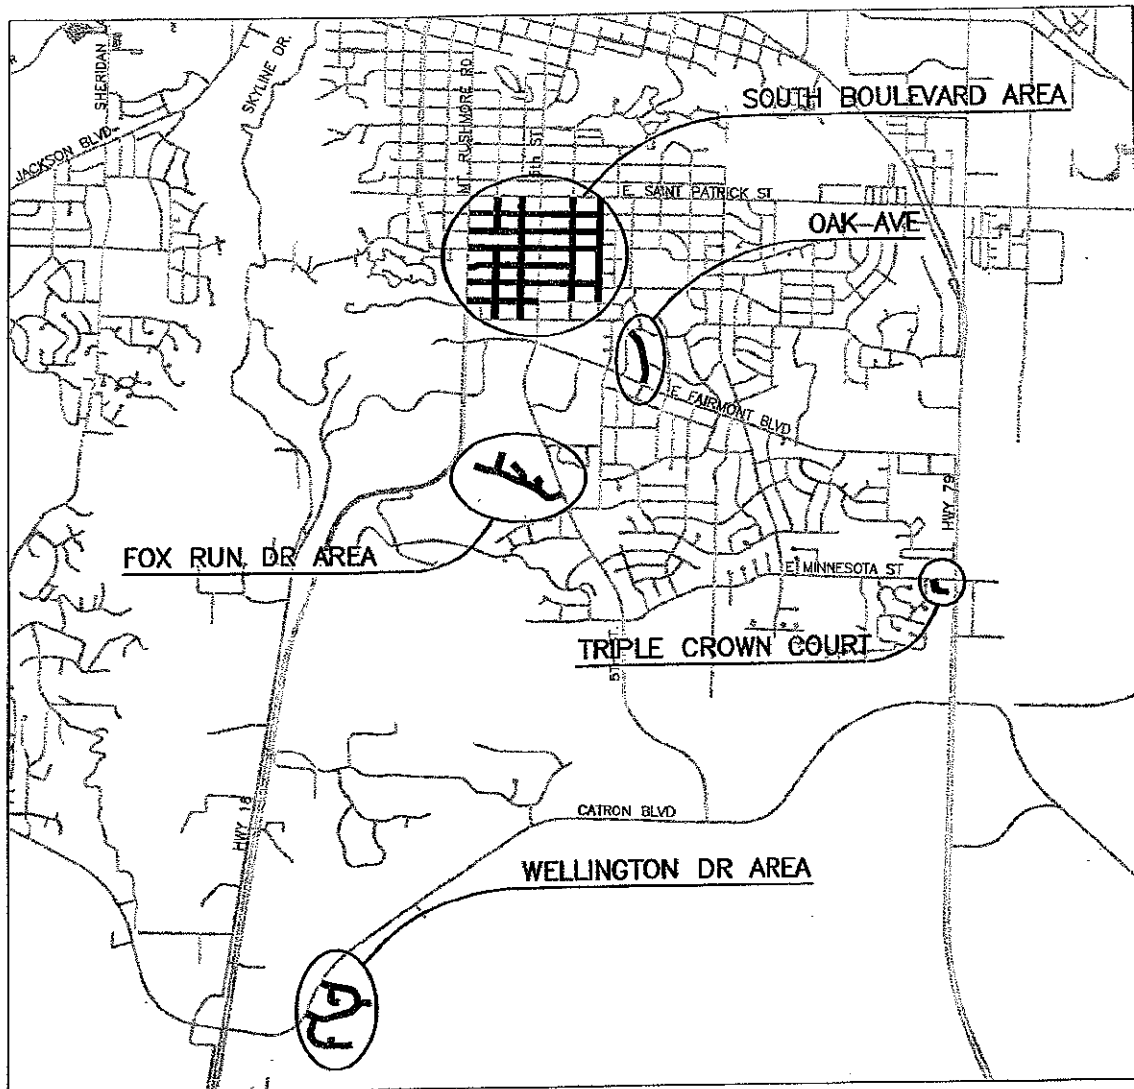 SHERIDAN
SKYLINE DR.
JACKSON BLVD
MT RUSHMORE RD
5th ST
SOUTH BOULEVARD AREA
E. SAINT PATRICK ST
OAK AVE
E FAIRMONT BLVD
HWY 79
FOX RUN DR AREA
E MINNESOTA ST
TRIPLE CROWN COURT
HWY 16
CATRON BLVD
WELLINGTON DR AREA